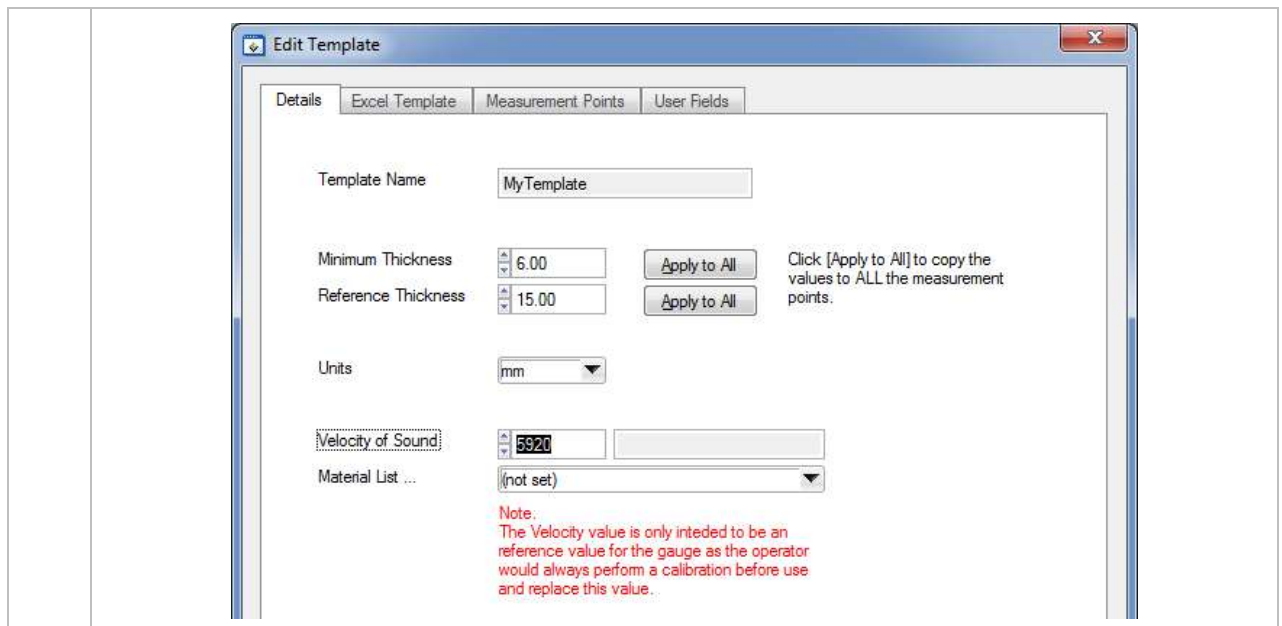 Edit Template
Details Excel Template Measurement Points User Fields
Template Name MyTemplate
Minimum Thickness 6.00 Apply to All Click [Apply to All] to copy the
values to ALL the measurement
Reference Thickness 15.00 Apply to All points.
Units mm
Velocity of Sound 5920
Material List ... (not set)
Note.
The Velocity value is only inteded to be an
reference value for the gauge as the operator
would always perform a calibration before use
and replace this value.